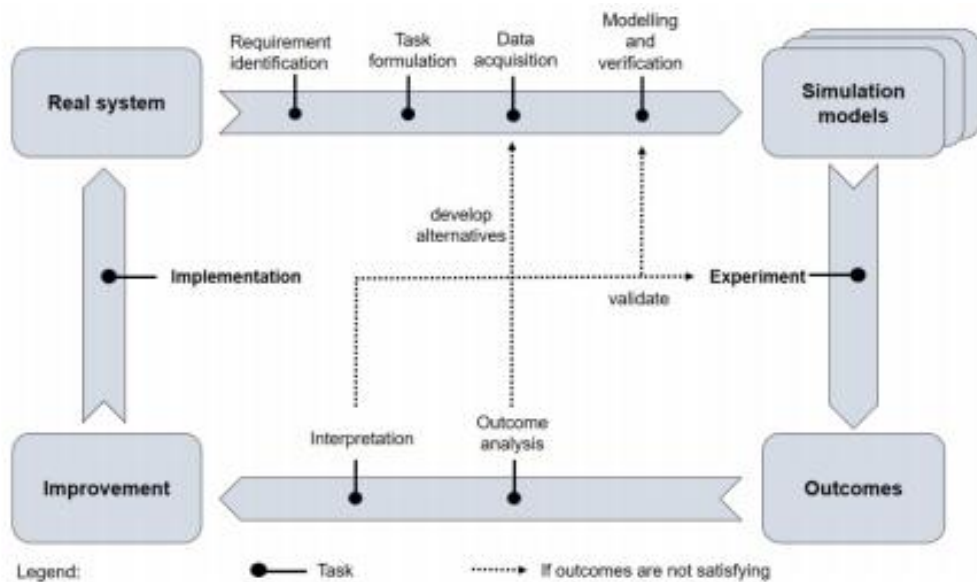 Requirement
identification
Task
formulation
Data
acquisition
Modelling
and
verification
Real system
Simulation
models
develop
alternatives
Implementation
Experiment
validate
Interpretation
Outcome
analysis
Improvement
Outcomes
Legend:
Task
If outcomes are not satisfying